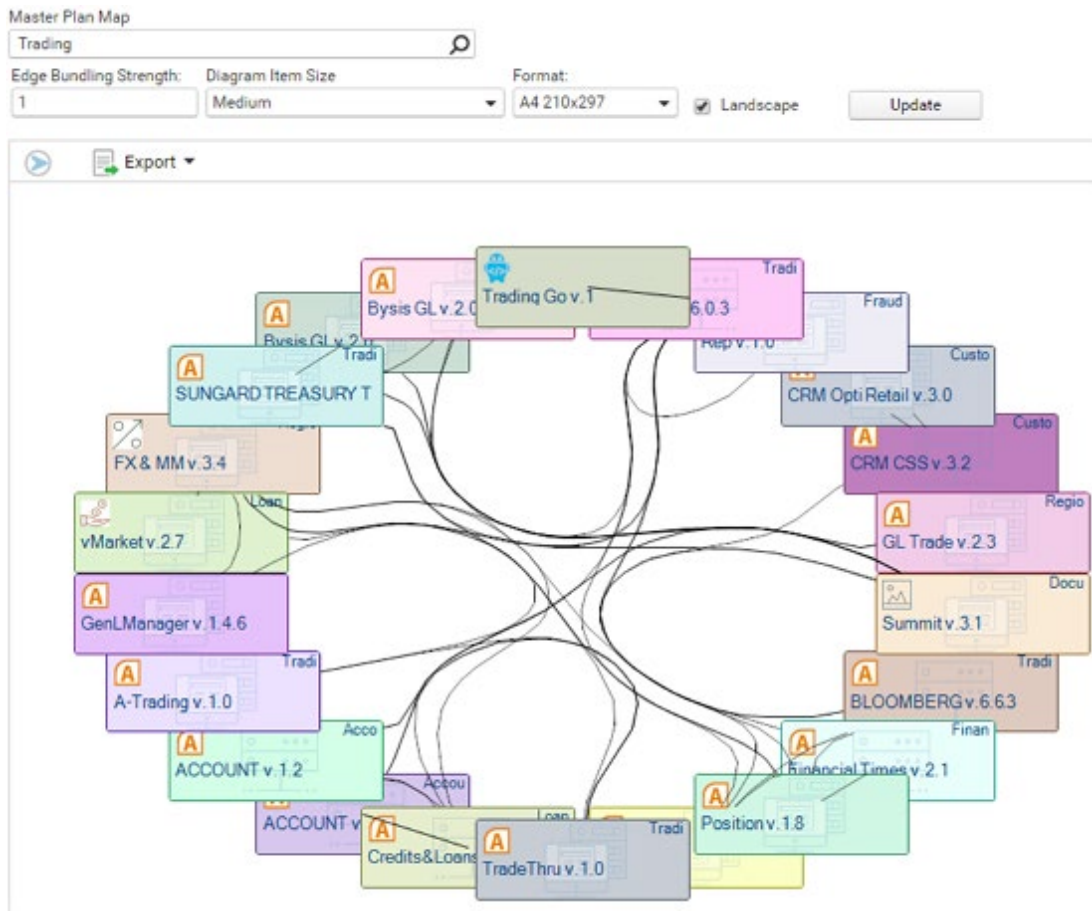 Master Plan Map
Trading
Edge Bundling Strength: Diagram Item Size Format:
1 Medium A4 210x297 Landscape Update
Export
Tradi
Trading Go v.1
Bysis GL v.2.0
6.0.3
Fraud
Rep v.1.0
Bysis GL v.2.0
Tradi
SUNGARD TREASURY T
Custo
CRM Opti Retail v.3.0
Regio
FX & MM v.3.4
Custo
CRM CSS v.3.2
Loan
vMarket v.2.7
Regio
GL Trade v.2.3
GenLManager v.1.4.6
Docu
Summit v.3.1
Tradi
A-Trading v.1.0
Tradi
BLOOMBERG v.6.6.3
Acco
ACCOUNT v.1.2
Finan
Financial Times v.2.1
Accou
ACCOUNT v
Position v.1.8
Loan
Credits&Loans
Tradi
TradeThru v.1.0